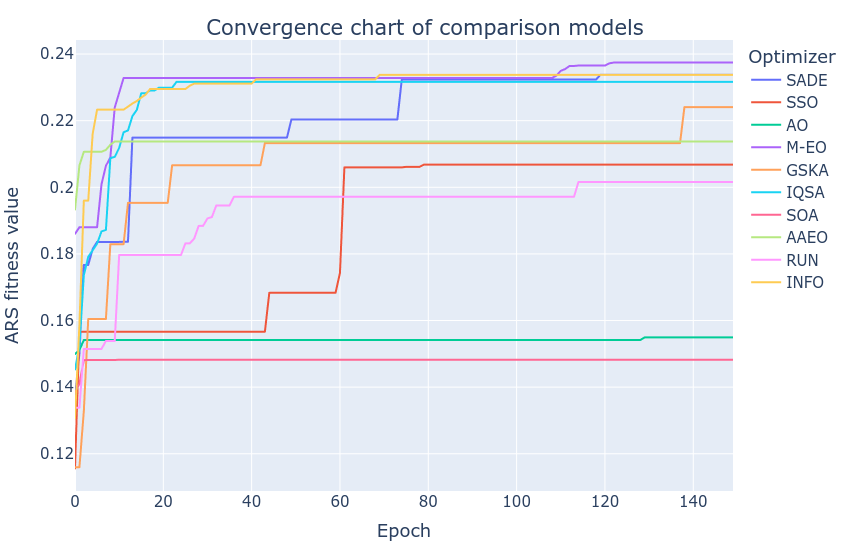 Convergence chart of comparison models
ARS fitness value
0.24
0.22
0.2
0.18
0.16
0.14
0.12
0
20
40
60
80
100
120
140
Epoch
Optimizer
SADE
SSO
AO
M-EO
GSKA
IQSA
SOA
AAEO
RUN
INFO